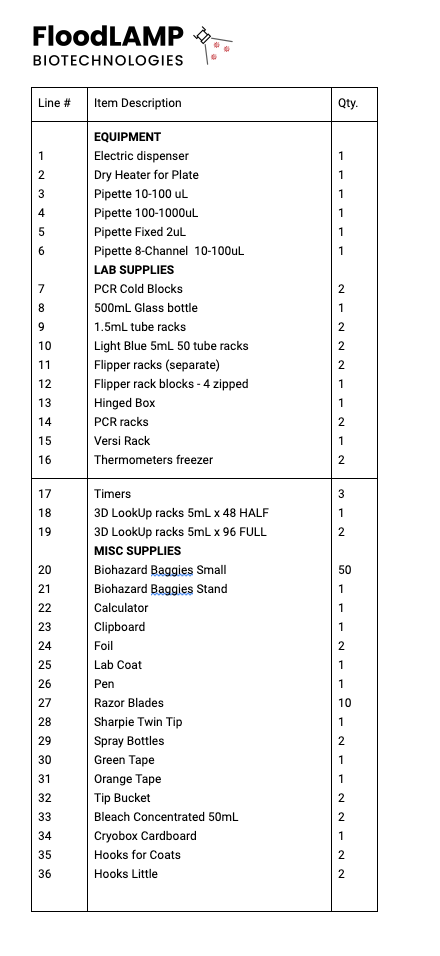 FloodLAMP
BIOTECHNOLOGIES
Line # Item Description Qty.
EQUIPMENT
1 Electric dispenser 1
2 Dry Heater for Plate 1
3 Pipette 10-100 uL 1
4 Pipette 100-1000uL 1
5 Pipette Fixed 2uL 1
6 Pipette 8-Channel 10-100uL 1
LAB SUPPLIES
7 PCR Cold Blocks 2
8 500mL Glass bottle 1
9 1.5mL tube racks 2
10 Light Blue 5mL 50 tube racks 2
11 Flipper racks (separate) 2
12 Flipper rack blocks - 4 zipped 1
13 Hinged Box 1
14 PCR racks 2
15 Versi Rack 1
16 Thermometers freezer 2
17 Timers 3
18 3D LookUp racks 5mL x 48 HALF 1
19 3D LookUp racks 5mL x 96 FULL 2
MISC SUPPLIES
20 Biohazard Baggies Small 50
21 Biohazard Baggies Stand 1
22 Calculator 1
23 Clipboard 1
24 Foil 2
25 Lab Coat 1
26 Pen 1
27 Razor Blades 10
28 Sharpie Twin Tip 1
29 Spray Bottles 2
30 Green Tape 1
31 Orange Tape 1
32 Tip Bucket 2
33 Bleach Concentrated 50mL 2
34 Cryobox Cardboard 1
35 Hooks for Coats 2
36 Hooks Little 2